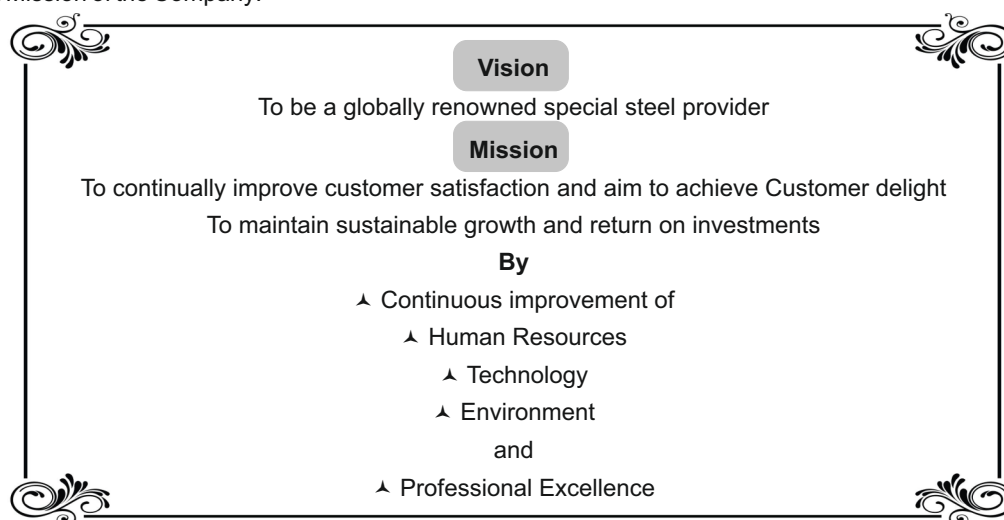 Mission of the Company.
Vision
To be a globally renowned special steel provider
Mission
To continually improve customer satisfaction and aim to achieve Customer delight
To maintain sustainable growth and return on investments
By
⅄ Continuous improvement of
⅄ Human Resources
⅄ Technology
⅄ Environment
and
⅄ Professional Excellence